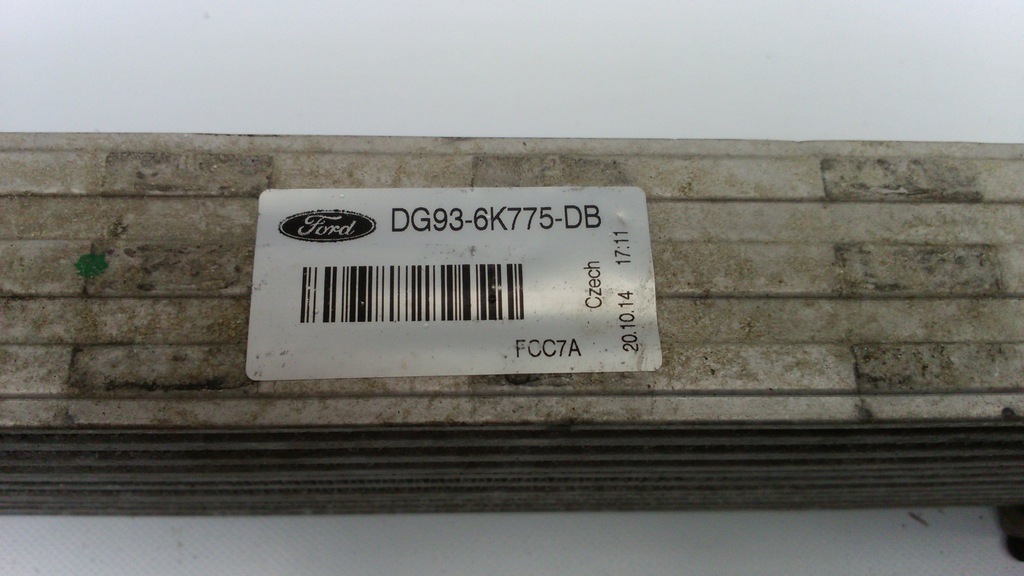 Ford
DG93-6K775-DB
FCC7A
Czech
20.10.14 17:11